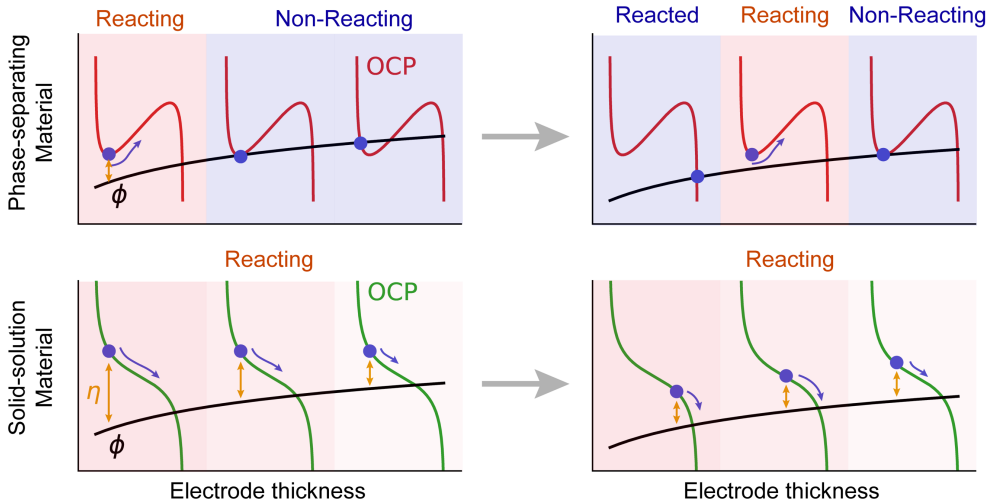 Reacting
Non-Reacting
Reacted
Reacting
Non-Reacting
Phase-separating
Material
OCP
ϕ
Reacting
Reacting
Solid-solution
Material
OCP
η
ϕ
Electrode thickness
Electrode thickness